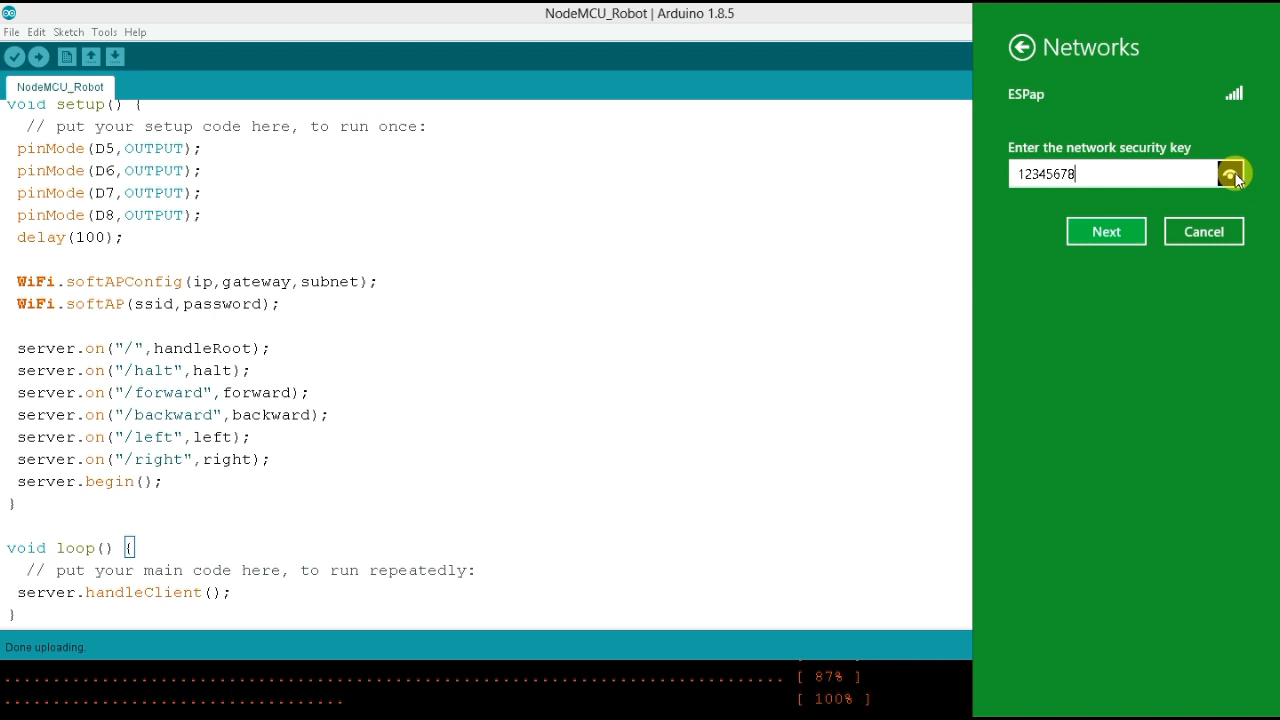 NodeMCU_Robot | Arduino 1.8.5
File Edit Sketch Tools Help
NodeMCU_Robot
void setup() {
// put your setup code here, to run once:
pinMode(D5,OUTPUT);
pinMode(D6,OUTPUT);
pinMode(D7,OUTPUT);
pinMode(D8,OUTPUT);
delay(100);
WiFi.softAPConfig(ip,gateway,subnet);
WiFi.softAP(ssid,password);
server.on("/",handleRoot);
server.on("/halt",halt);
server.on("/forward",forward);
server.on("/backward",backward);
server.on("/left",left);
server.on("/right",right);
server.begin();
}
void loop() {
// put your main code here, to run repeatedly:
server.handleClient();
}
Done uploading.
................................................................................ [ 87% ]
................................... [ 100% ]
Networks
ESPap
Enter the network security key
12345678
Next Cancel